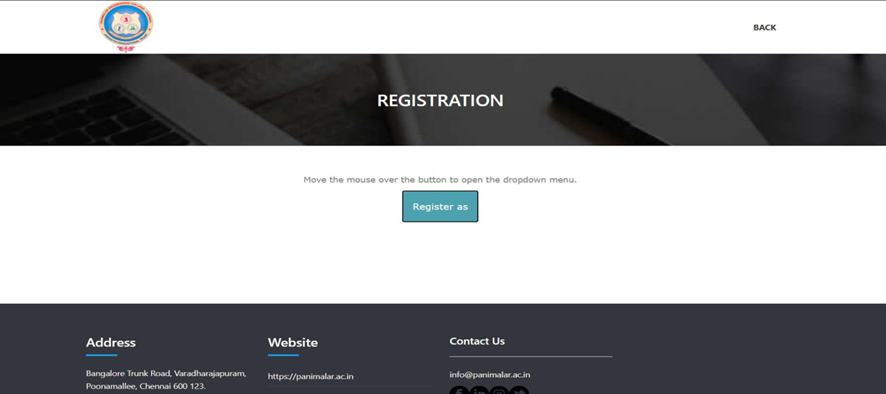 BACK
REGISTRATION
Move the mouse over the button to open the dropdown menu.
Register as
Address
Bangalore Trunk Road, Varadharajapuram,
Poonamallee, Chennai 600 123.
Website
https://panimalar.ac.in
Contact Us
info@panimalar.ac.in